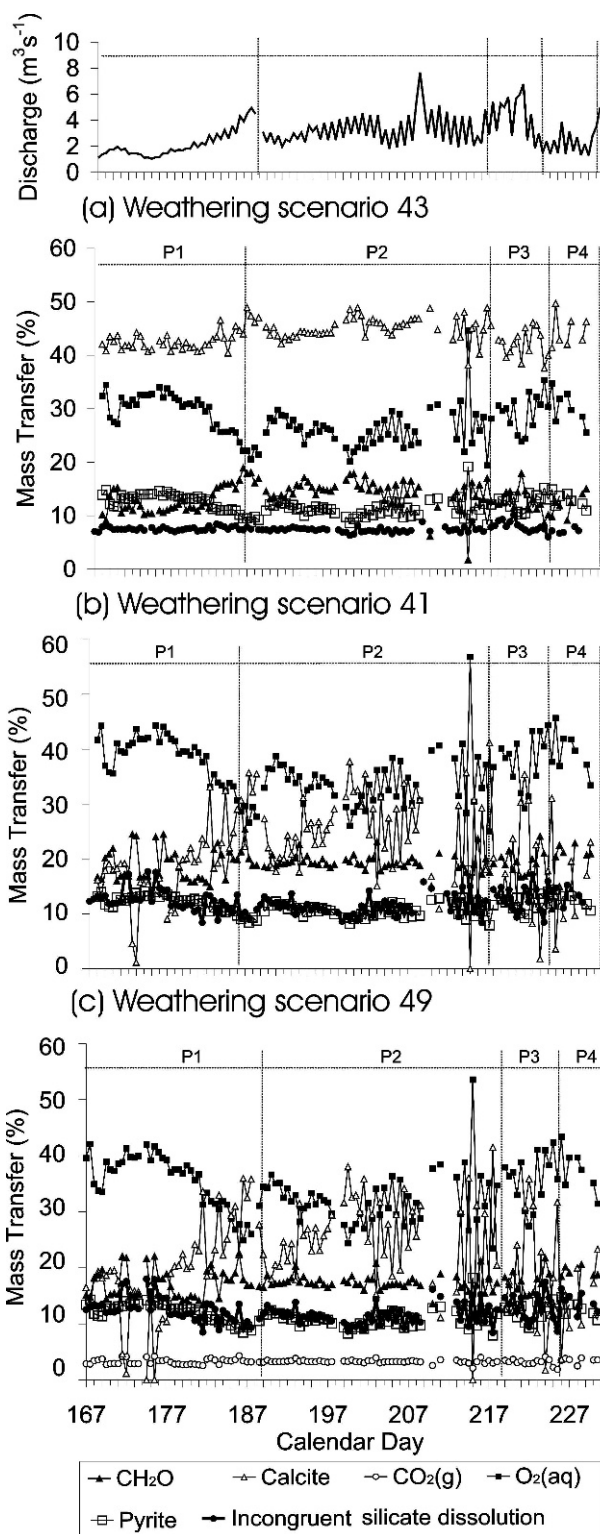 Discharge (m³s⁻¹)
10
8
6
4
2
0
(a) Weathering scenario 43
Mass Transfer (%)
60
50
40
30
20
10
0
P1 P2 P3 P4
(b) Weathering scenario 41
Mass Transfer (%)
60
50
40
30
20
10
0
P1 P2 P3 P4
(c) Weathering scenario 49
Mass Transfer (%)
60
50
40
30
20
10
0
P1 P2 P3 P4
167 177 187 197 207 217 227
Calendar Day
CH₂O Calcite CO₂(g) O₂(aq)
Pyrite Incongruent silicate dissolution